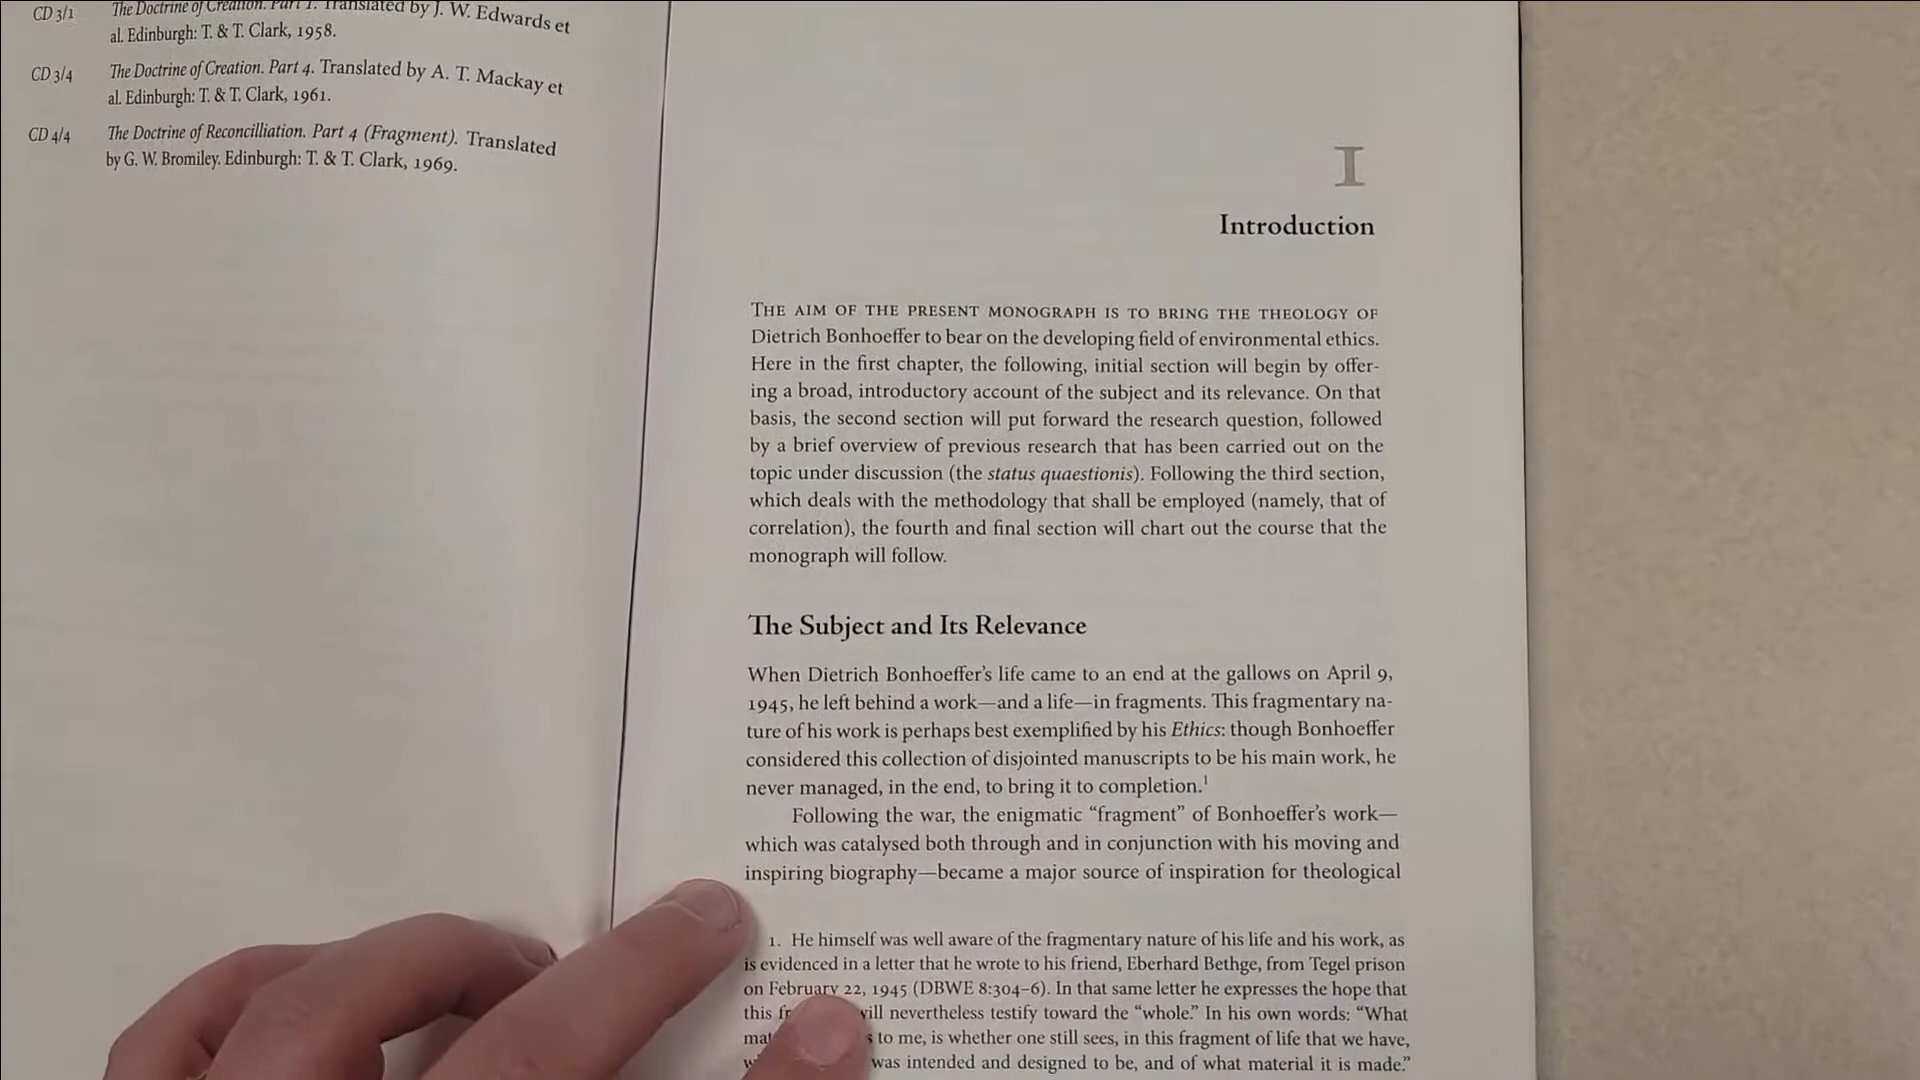 CD 3/1 The Doctrine of Creation. Part 1. Translated by J. W. Edwards et
al. Edinburgh: T. & T. Clark, 1958.
CD 3/4 The Doctrine of Creation. Part 4. Translated by A. T. Mackay et
al. Edinburgh: T. & T. Clark, 1961.
CD 4/4 The Doctrine of Reconcilliation. Part 4 (Fragment). Translated
by G. W. Bromiley. Edinburgh: T. & T. Clark, 1969.
1
Introduction
The aim of the present monograph is to bring the theology of
Dietrich Bonhoeffer to bear on the developing field of environmental ethics.
Here in the first chapter, the following, initial section will begin by offer-
ing a broad, introductory account of the subject and its relevance. On that
basis, the second section will put forward the research question, followed
by a brief overview of previous research that has been carried out on the
topic under discussion (the status quaestionis). Following the third section,
which deals with the methodology that shall be employed (namely, that of
correlation), the fourth and final section will chart out the course that the
monograph will follow.
The Subject and Its Relevance
When Dietrich Bonhoeffer's life came to an end at the gallows on April 9,
1945, he left behind a work—and a life—in fragments. This fragmentary na-
ture of his work is perhaps best exemplified by his Ethics: though Bonhoeffer
considered this collection of disjointed manuscripts to be his main work, he
never managed, in the end, to bring it to completion.1
Following the war, the enigmatic "fragment" of Bonhoeffer's work—
which was catalysed both through and in conjunction with his moving and
inspiring biography—became a major source of inspiration for theological
1. He himself was well aware of the fragmentary nature of his life and his work, as
is evidenced in a letter that he wrote to his friend, Eberhard Bethge, from Tegel prison
on February 22, 1945 (DBWE 8:304–6). In that same letter he expresses the hope that
this will nevertheless testify toward the "whole." In his own words: "What
to me, is whether one still sees, in this fragment of life that we have,
was intended and designed to be, and of what material it is made."